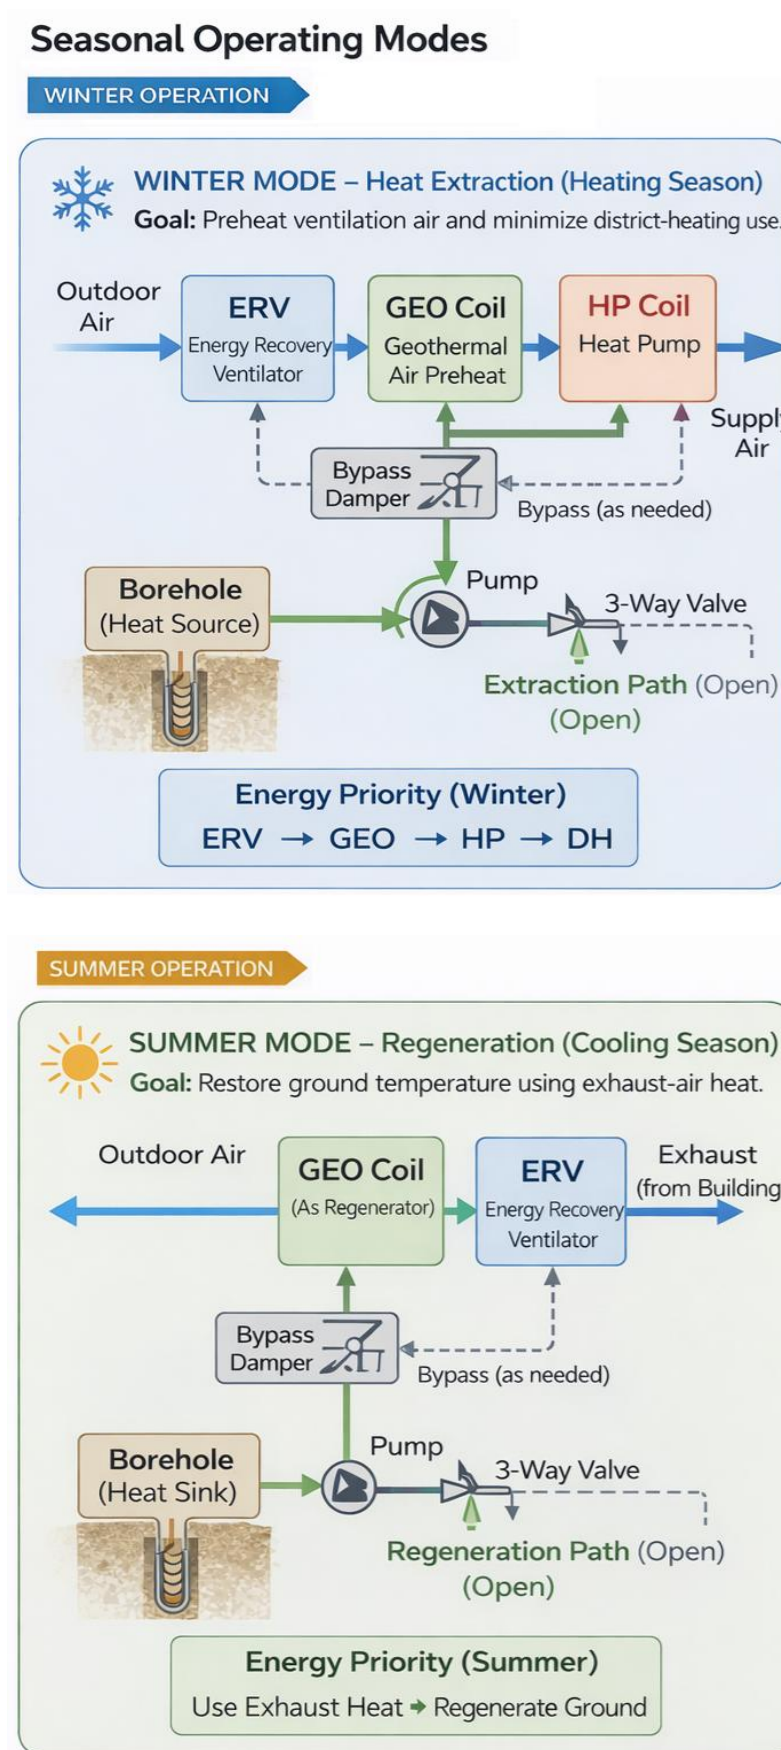 Seasonal Operating Modes
WINTER OPERATION
WINTER MODE – Heat Extraction (Heating Season)
Goal: Preheat ventilation air and minimize district-heating use.
Outdoor
Air
ERV
Energy Recovery
Ventilator
GEO Coil
Geothermal
Air Preheat
HP Coil
Heat Pump
Supply
Air
Bypass
Damper
Bypass (as needed)
Borehole
(Heat Source)
Pump
3-Way Valve
Extraction Path (Open)
(Open)
Energy Priority (Winter)
ERV → GEO → HP → DH
SUMMER OPERATION
SUMMER MODE – Regeneration (Cooling Season)
Goal: Restore ground temperature using exhaust-air heat.
Outdoor Air
GEO Coil
(As Regenerator)
ERV
Energy Recovery
Ventilator
Exhaust
(from Building
Bypass
Damper
Bypass (as needed)
Borehole
(Heat Sink)
Pump
3-Way Valve
Regeneration Path (Open)
(Open)
Energy Priority (Summer)
Use Exhaust Heat → Regenerate Ground